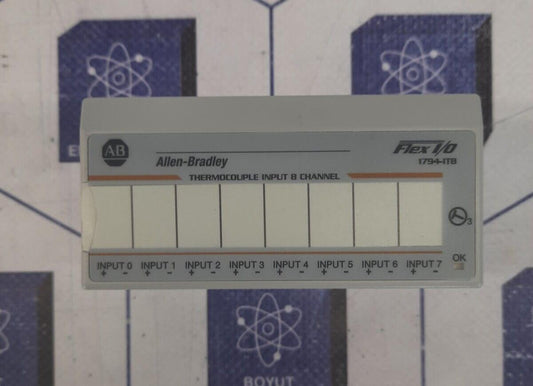 AB
Allen-Bradley
Flex I/O
1794-IT8
THERMOCOUPLE INPUT 8 CHANNEL
3
OK
INPUT 0 INPUT 1 INPUT 2 INPUT 3 INPUT 4 INPUT 5 INPUT 6 INPUT 7
+ − + − + − + − + − + − + − + −
BOYUT